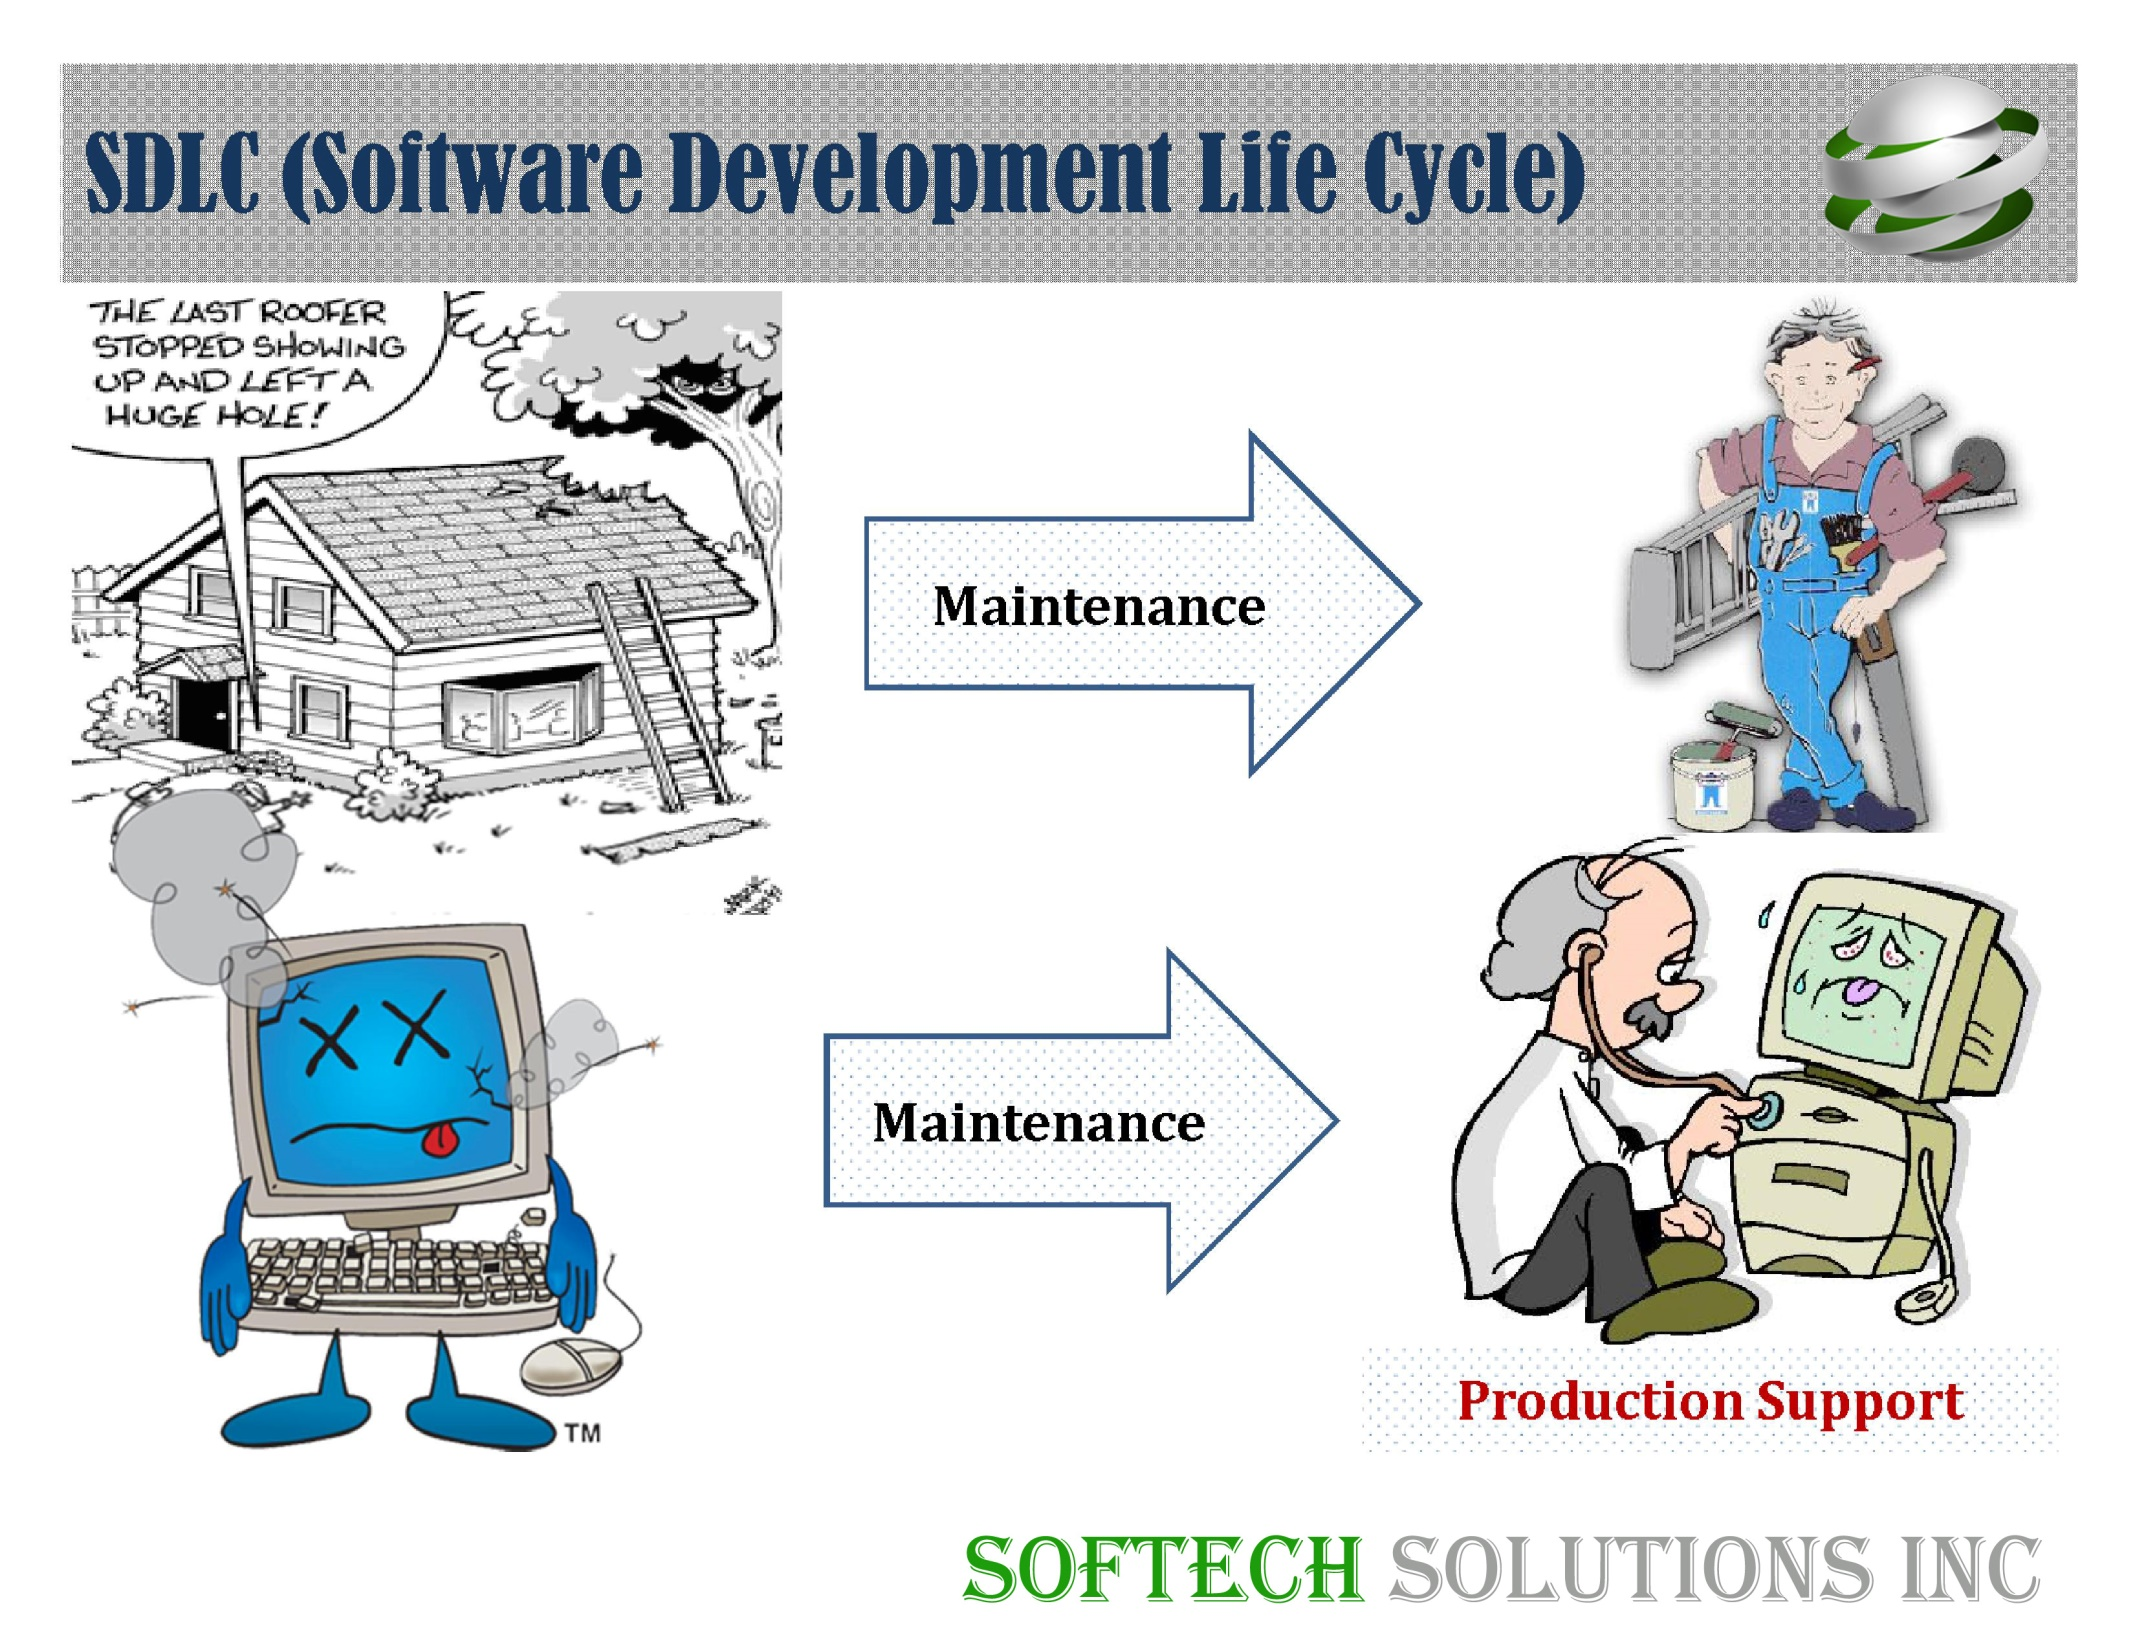 SDLC (Software Development Life Cycle)
THE LAST ROOFER
STOPPED SHOWING
UP AND LEFT A
HUGE HOLE!
Maintenance
Maintenance
TM
Production Support
SOFTECH SOLUTIONS INC